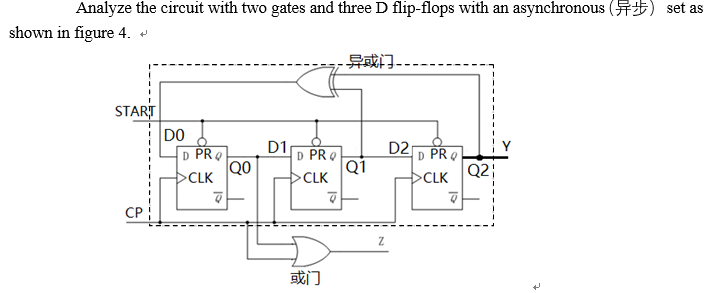 Analyze the circuit with two gates and three D flip-flops with an asynchronous (异步) set as
shown in figure 4. ↵
异或门
START
D0
D PR Q
CLK
Q
Q0
D1
D PR Q
CLK
Q
Q1
D2
D PR Q
CLK
Q
Q2
Y
CP
Z
或门
↵